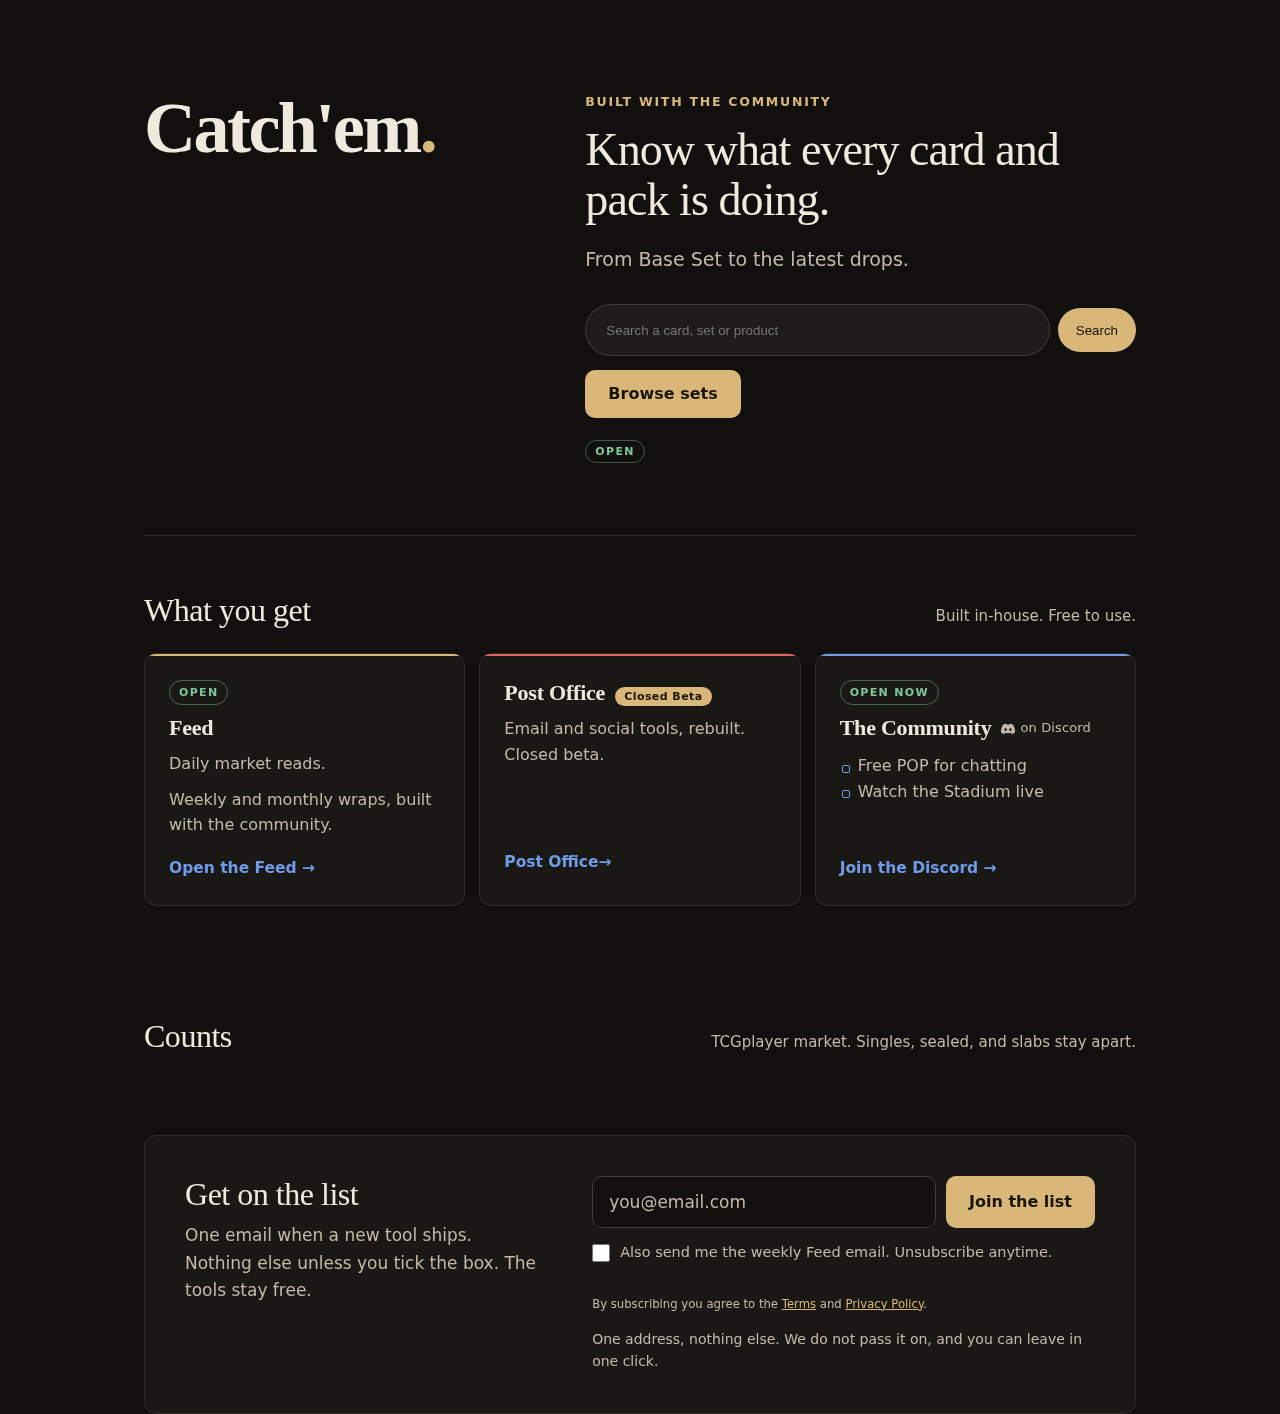 Catch'em.
BUILT WITH THE COMMUNITY
Know what every card and
pack is doing.
From Base Set to the latest drops.
Search a card, set or product
Search
Browse sets
OPEN
What you get
Built in-house. Free to use.
OPEN
Feed
Daily market reads.
Weekly and monthly wraps, built
with the community.
Open the Feed →
Post Office Closed Beta
Email and social tools, rebuilt.
Closed beta.
Post Office→
OPEN NOW
The Community on Discord
Free POP for chatting
Watch the Stadium live
Join the Discord →
Counts
TCGplayer market. Singles, sealed, and slabs stay apart.
Get on the list
One email when a new tool ships.
Nothing else unless you tick the box. The
tools stay free.
you@email.com
Join the list
Also send me the weekly Feed email. Unsubscribe anytime.
By subscribing you agree to the Terms and Privacy Policy.
One address, nothing else. We do not pass it on, and you can leave in
one click.